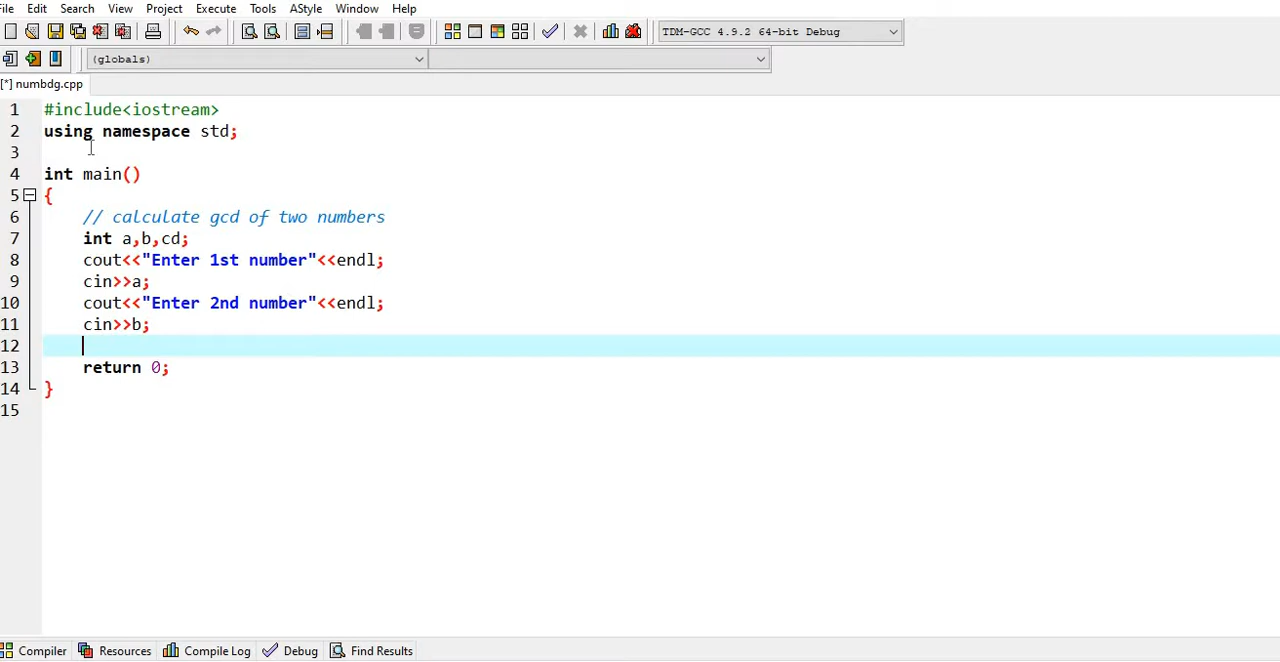 File Edit Search View Project Execute Tools AStyle Window Help
TDM-GCC 4.9.2 64-bit Debug
(globals)
[*] numbdg.cpp
1 #include<iostream>
2 using namespace std;
3
4 int main()
5 {
6 // calculate gcd of two numbers
7 int a,b,cd;
8 cout<<"Enter 1st number"<<endl;
9 cin>>a;
10 cout<<"Enter 2nd number"<<endl;
11 cin>>b;
12
13 return 0;
14 }
15
Compiler Resources Compile Log Debug Find Results